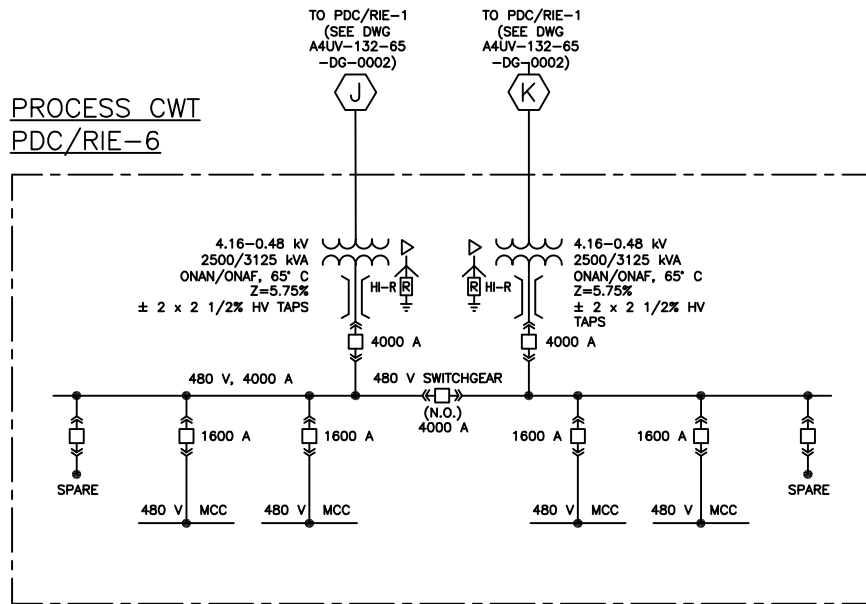 TO PDC/RIE-1
(SEE DWG
A4UV-132-65
-DG-0002)
J
TO PDC/RIE-1
(SEE DWG
A4UV-132-65
-DG-0002)
K
PROCESS CWT
PDC/RIE-6
4.16-0.48 kV
2500/3125 kVA
ONAN/ONAF, 65° C
Z=5.75%
± 2 x 2 1/2% HV TAPS
HI-R
R
R
HI-R
4.16-0.48 kV
2500/3125 kVA
ONAN/ONAF, 65° C
Z=5.75%
± 2 x 2 1/2% HV
TAPS
4000 A
4000 A
480 V, 4000 A
480 V SWITCHGEAR
(N.O.)
4000 A
1600 A
1600 A
1600 A
1600 A
SPARE
SPARE
480 V MCC
480 V MCC
480 V MCC
480 V MCC